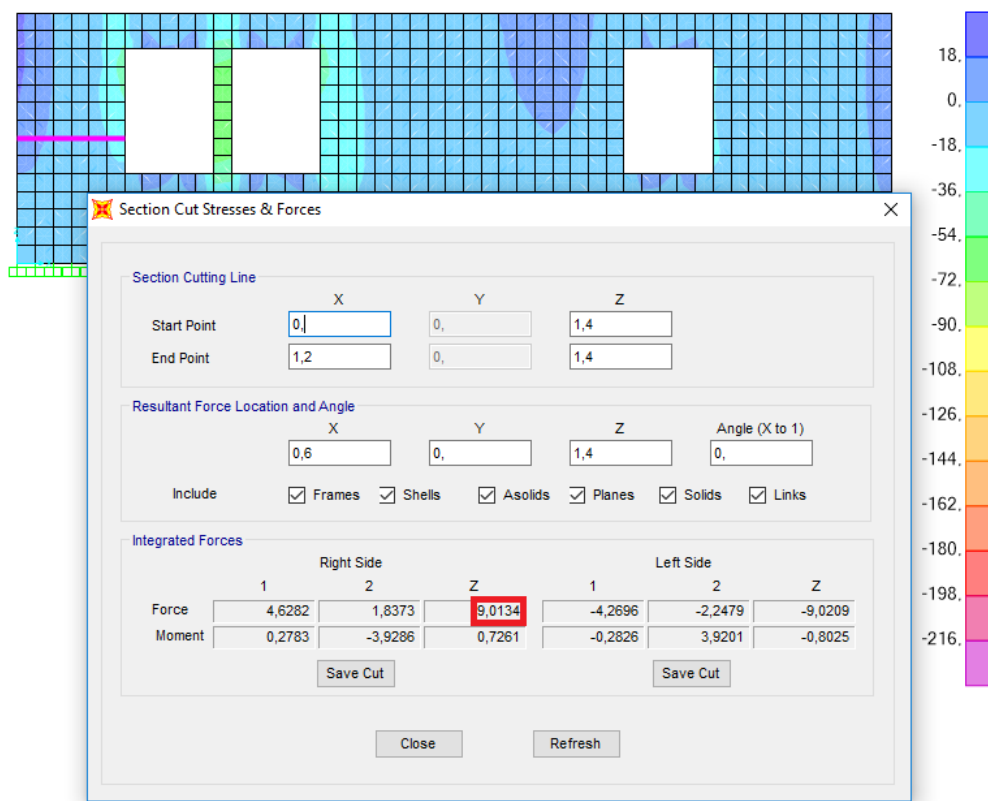 Section Cut Stresses & Forces
Section Cutting Line
X Y Z
Start Point 0, 0, 1,4
End Point 1,2 0, 1,4
Resultant Force Location and Angle
X Y Z Angle (X to 1)
0,6 0, 1,4 0,
Include Frames Shells Asolids Planes Solids Links
Integrated Forces
Right Side Left Side
1 2 Z 1 2 Z
Force 4,6282 1,8373 9,0134 -4,2696 -2,2479 -9,0209
Moment 0,2783 -3,9286 0,7261 -0,2826 3,9201 -0,8025
Save Cut Save Cut
Close Refresh
18,
0,
-18,
-36,
-54,
-72,
-90,
-108,
-126,
-144,
-162,
-180,
-198,
-216,